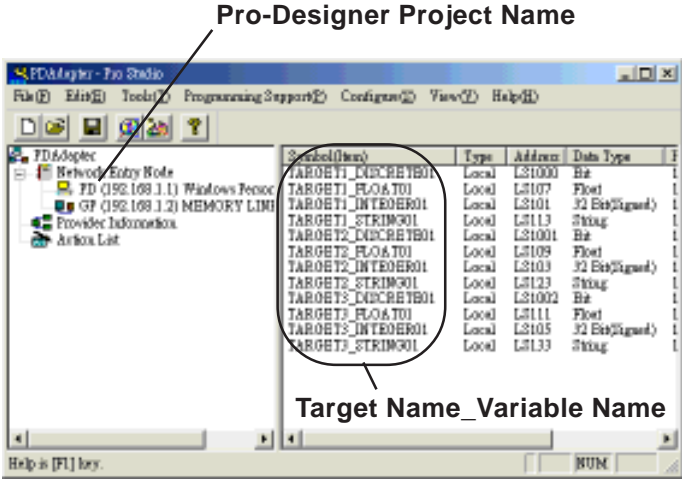 Pro-Designer Project Name
PDAdapter - Pro Studio
File(F) Edit(E) Tools(T) Programming Support(P) Configure(C) View(V) Help(H)
PDAdapter
Network Entry Node
PD (192.168.1.1) Windows Person
GP (192.168.1.2) MEMORY LINK
Provider Information
Action List
Symbol(Item) Type Address Data Type
TARGET1_DISCRETE01 Local LS1000 Bit
TARGET1_FLOAT01 Local LS107 Float
TARGET1_INTEGER01 Local LS101 32 Bit(Signed)
TARGET1_STRING01 Local LS113 String
TARGET2_DISCRETE01 Local LS1001 Bit
TARGET2_FLOAT01 Local LS109 Float
TARGET2_INTEGER01 Local LS103 32 Bit(Signed)
TARGET2_STRING01 Local LS123 String
TARGET3_DISCRETE01 Local LS1002 Bit
TARGET3_FLOAT01 Local LS111 Float
TARGET3_INTEGER01 Local LS105 32 Bit(Signed)
TARGET3_STRING01 Local LS133 String
Target Name_Variable Name
Help is [F1] key. NUM